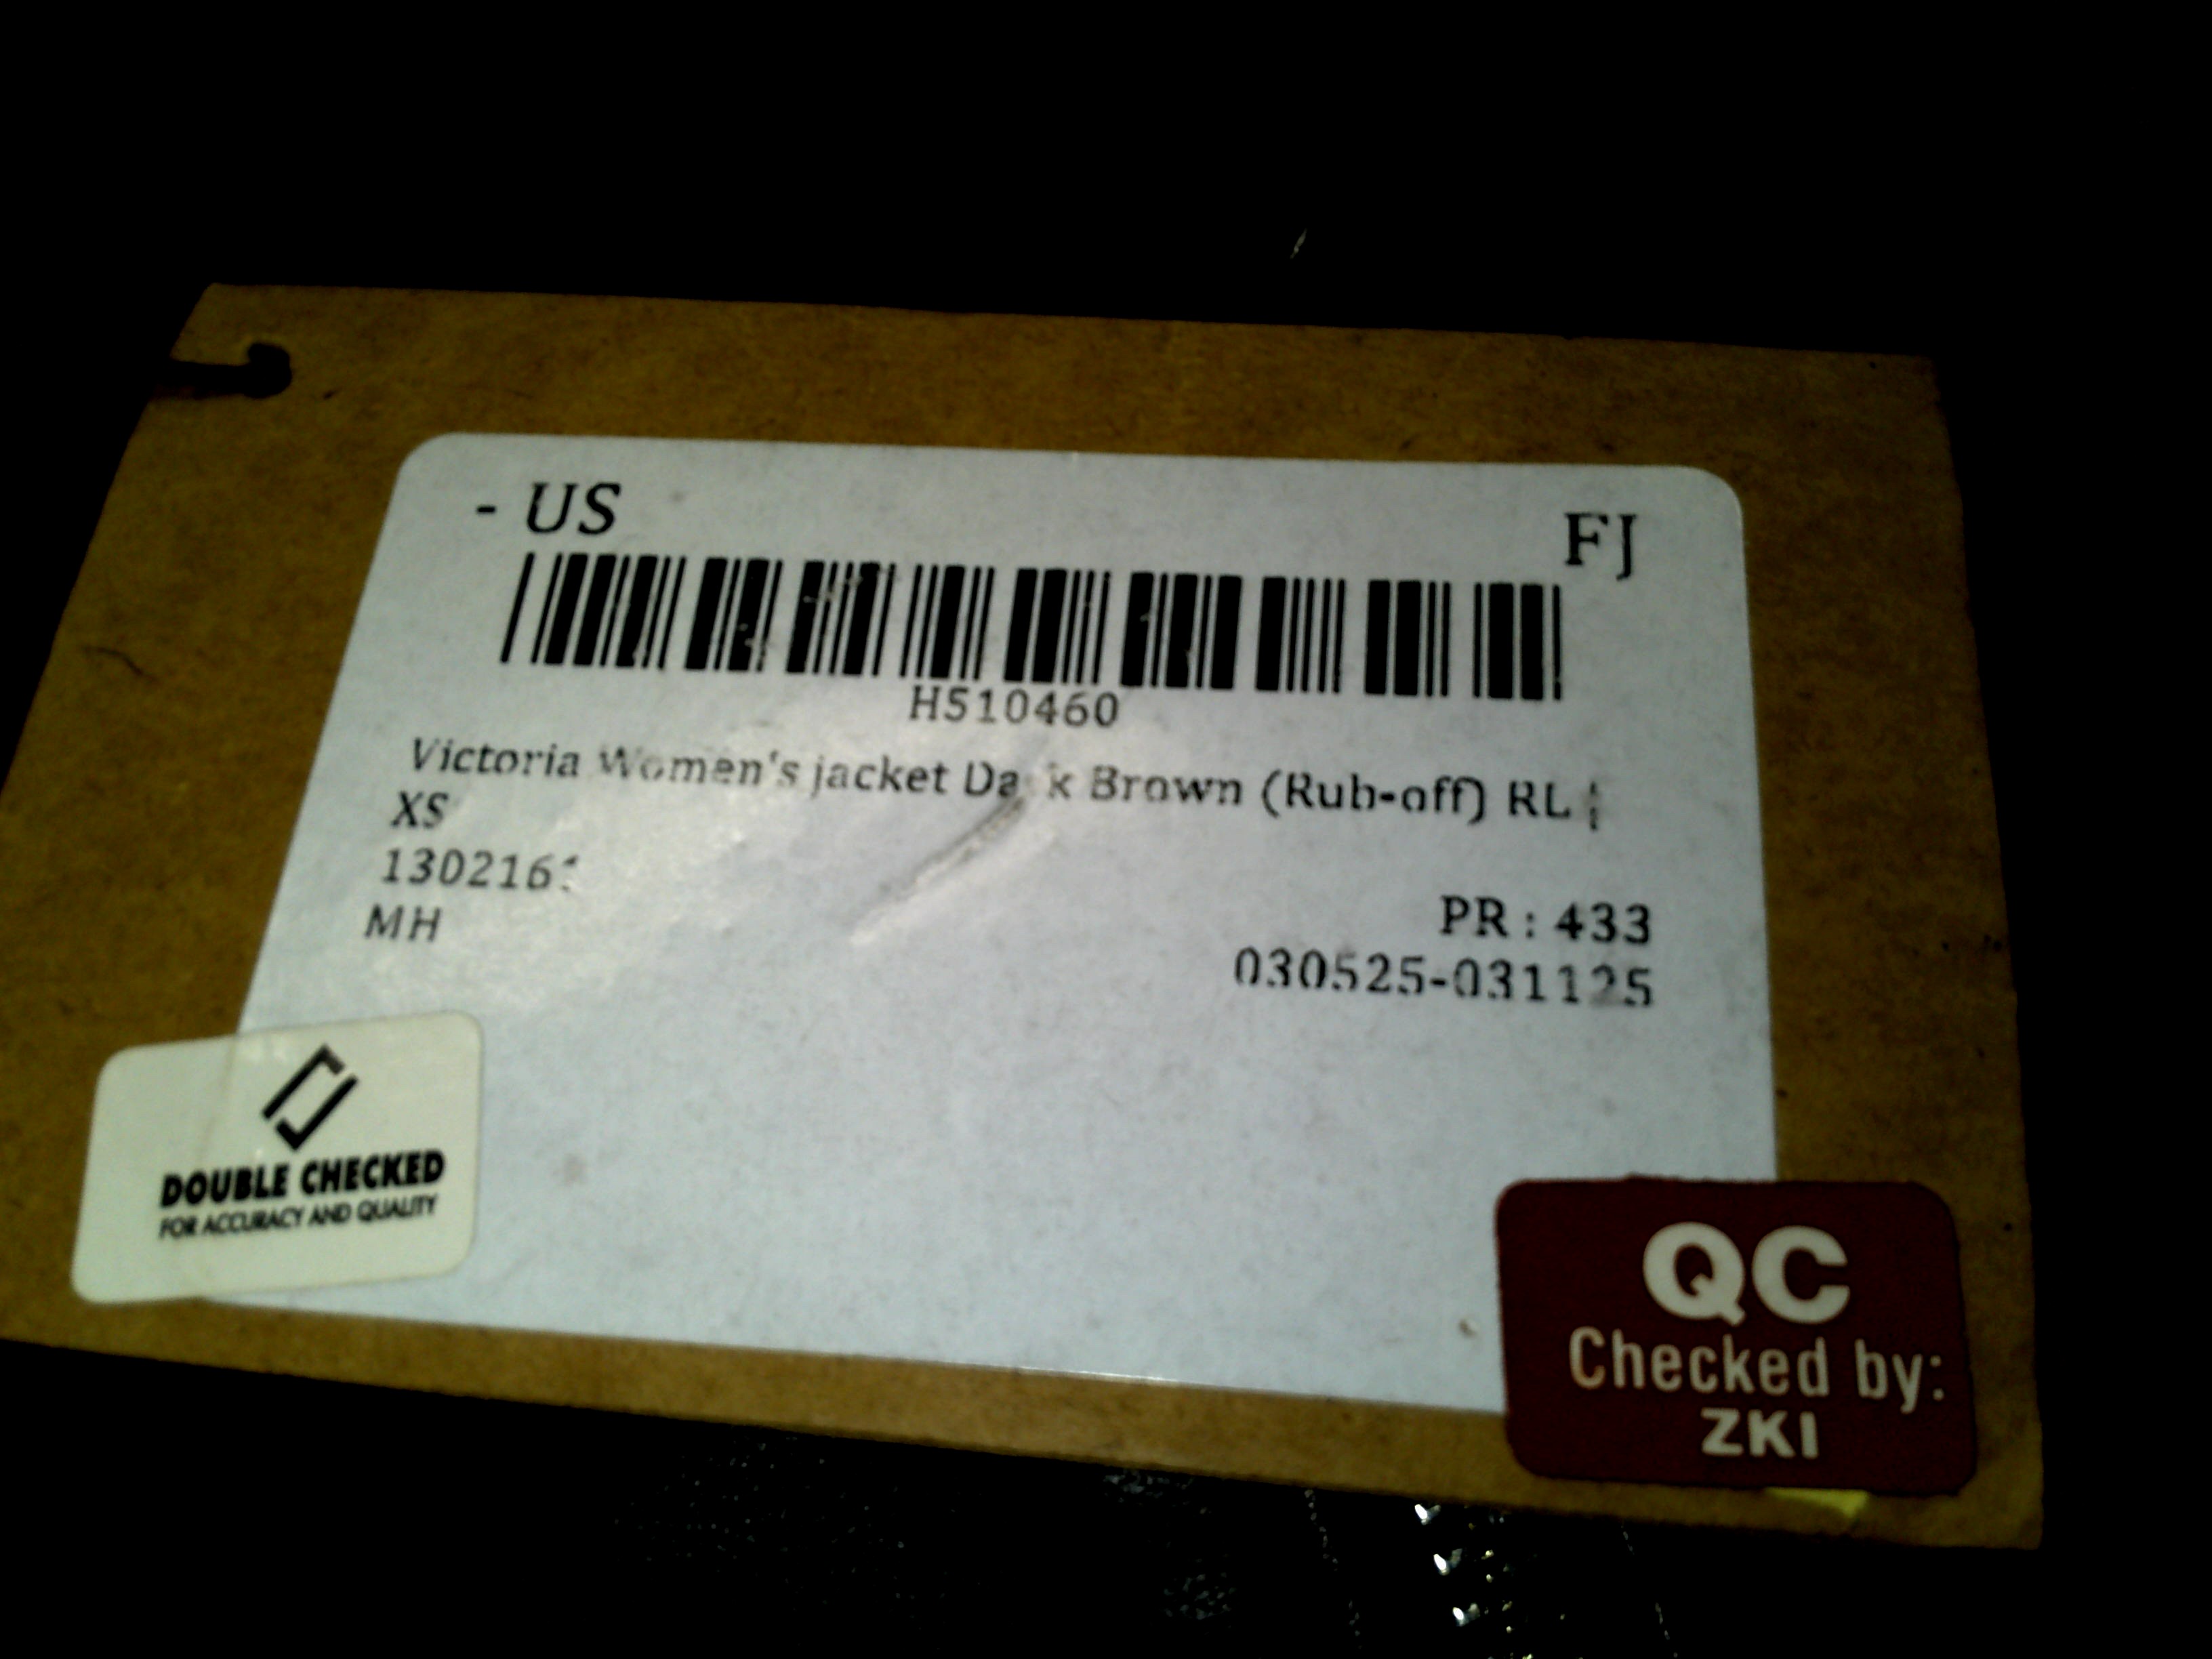 - US FJ
H510460
Victoria Women's jacket Brown (Rub-off) RL
XS
MH
PR : 433
030525-031125
DOUBLE CHECKED
FOR ACCURACY AND QUALITY
QC
Checked by:
ZKI